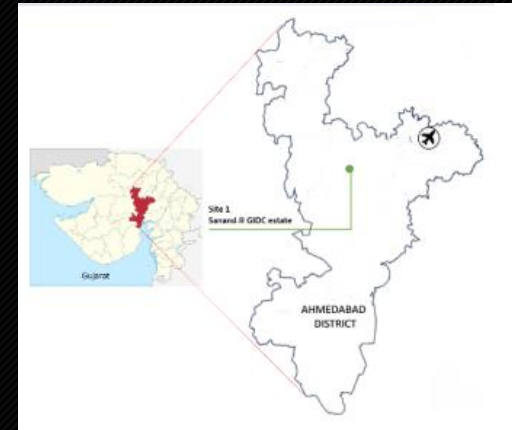 Site 1
Sanand-II GIDC estate
Gujarat
AHMEDABAD
DISTRICT